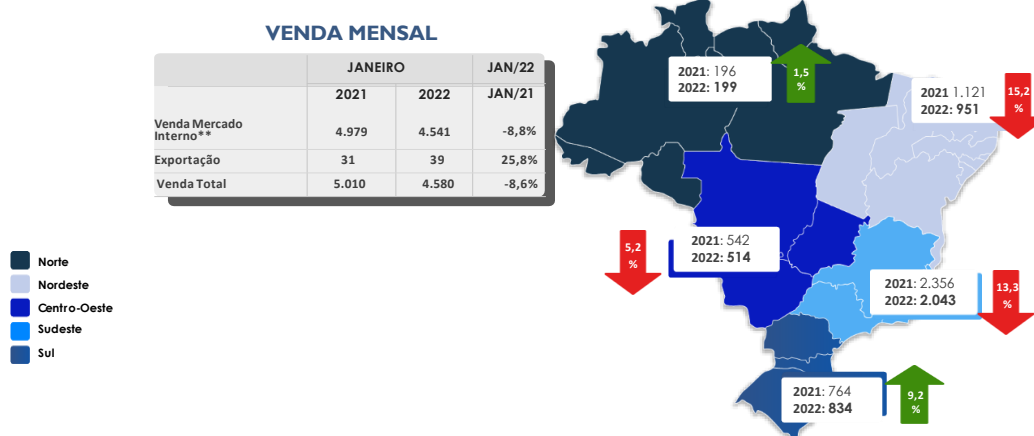 VENDA MENSAL
JANEIRO JAN/22
2021 2022 JAN/21
Venda Mercado
Interno** 4.979 4.541 -8,8%
Exportação 31 39 25,8%
Venda Total 5.010 4.580 -8,6%
Norte
Nordeste
Centro-Oeste
Sudeste
Sul
2021: 196
2022: 199
1,5
%
2021 1.121
2022: 951
15,2
%
5,2
%
2021: 542
2022: 514
2021: 2.356
2022: 2.043
13,3
%
2021: 764
2022: 834
9,2
%